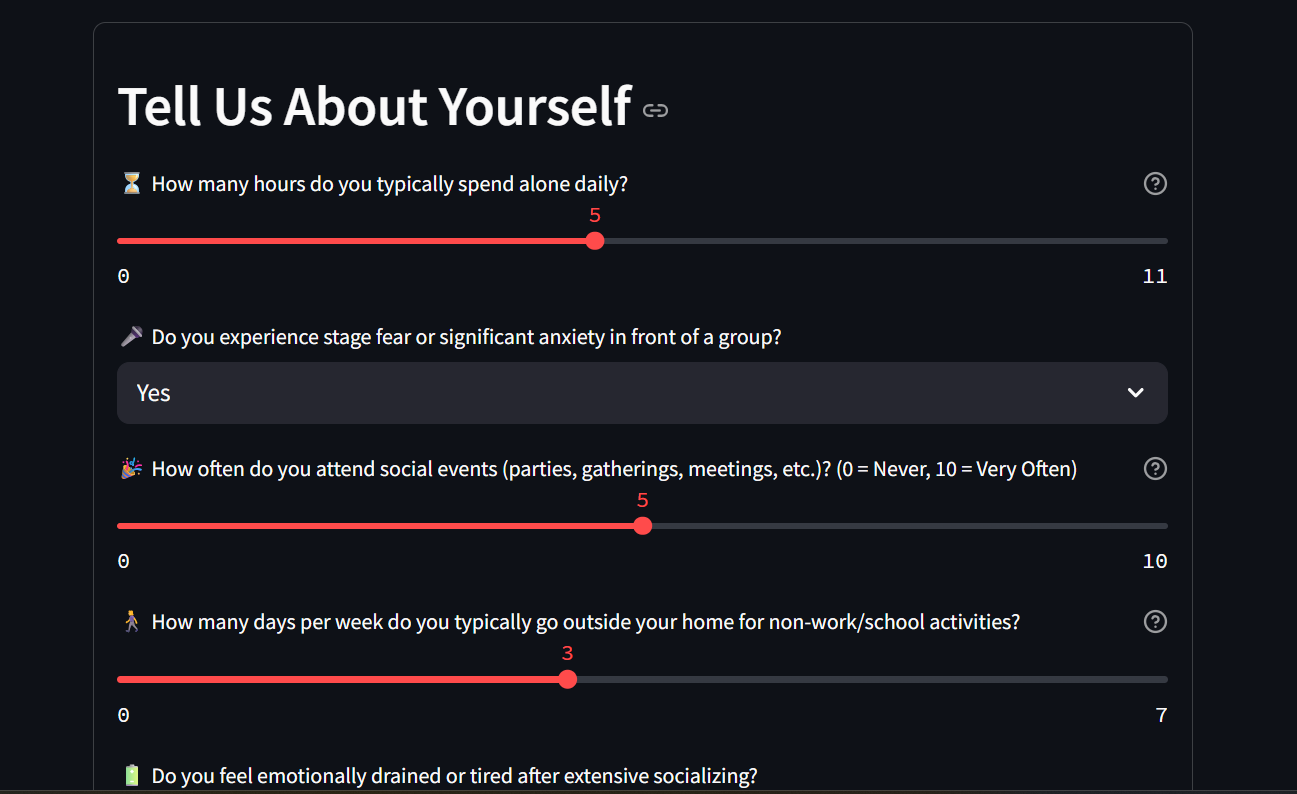 Tell Us About Yourself
⏳ How many hours do you typically spend alone daily?
5
0 11
🎤 Do you experience stage fear or significant anxiety in front of a group?
Yes
🎉 How often do you attend social events (parties, gatherings, meetings, etc.)? (0 = Never, 10 = Very Often)
5
0 10
🚶 How many days per week do you typically go outside your home for non-work/school activities?
3
0 7
🔋 Do you feel emotionally drained or tired after extensive socializing?